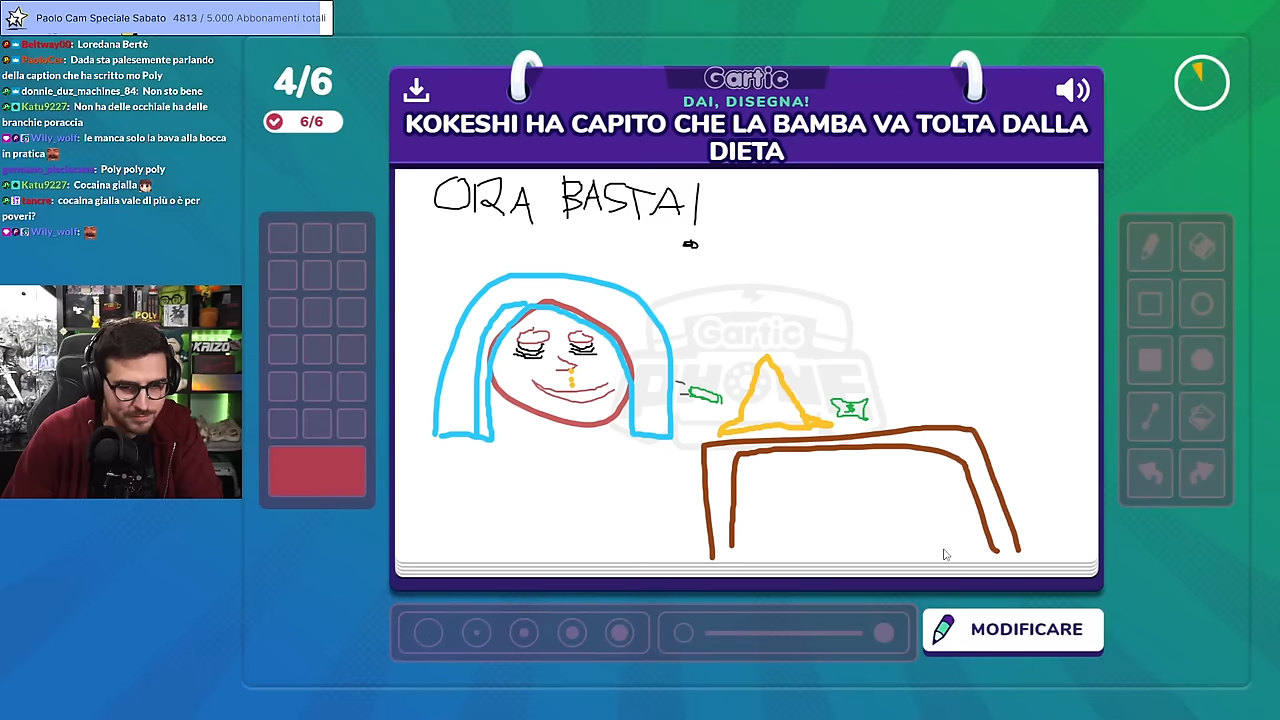 Paolo Cam Speciale Sabato 4813 / 5.000 Abbonamenti totali
Beltway00: Loredana Bertè
PaoloCer: Dada sta palesemente parlando
della caption che ha scritto mo Poly
donnie_duz_machines_84: Non sto bene
Katu9227: Non ha delle occhiaie ha delle
branchie poraccia
Wily_wolf: le manca solo la bava alla bocca
in pratica
Poly poly poly
Katu9227: Cocaina gialla
tancre: cocaina gialla vale di più o è per
poveri?
Wily_wolf:
POLY
KAIZO
4/6
6/6
Gartic
DAI, DISEGNA!
KOKESHI HA CAPITO CHE LA BAMBA VA TOLTA DALLA
DIETA
ORA BASTA!
Gartic
PHONE
$
MODIFICARE